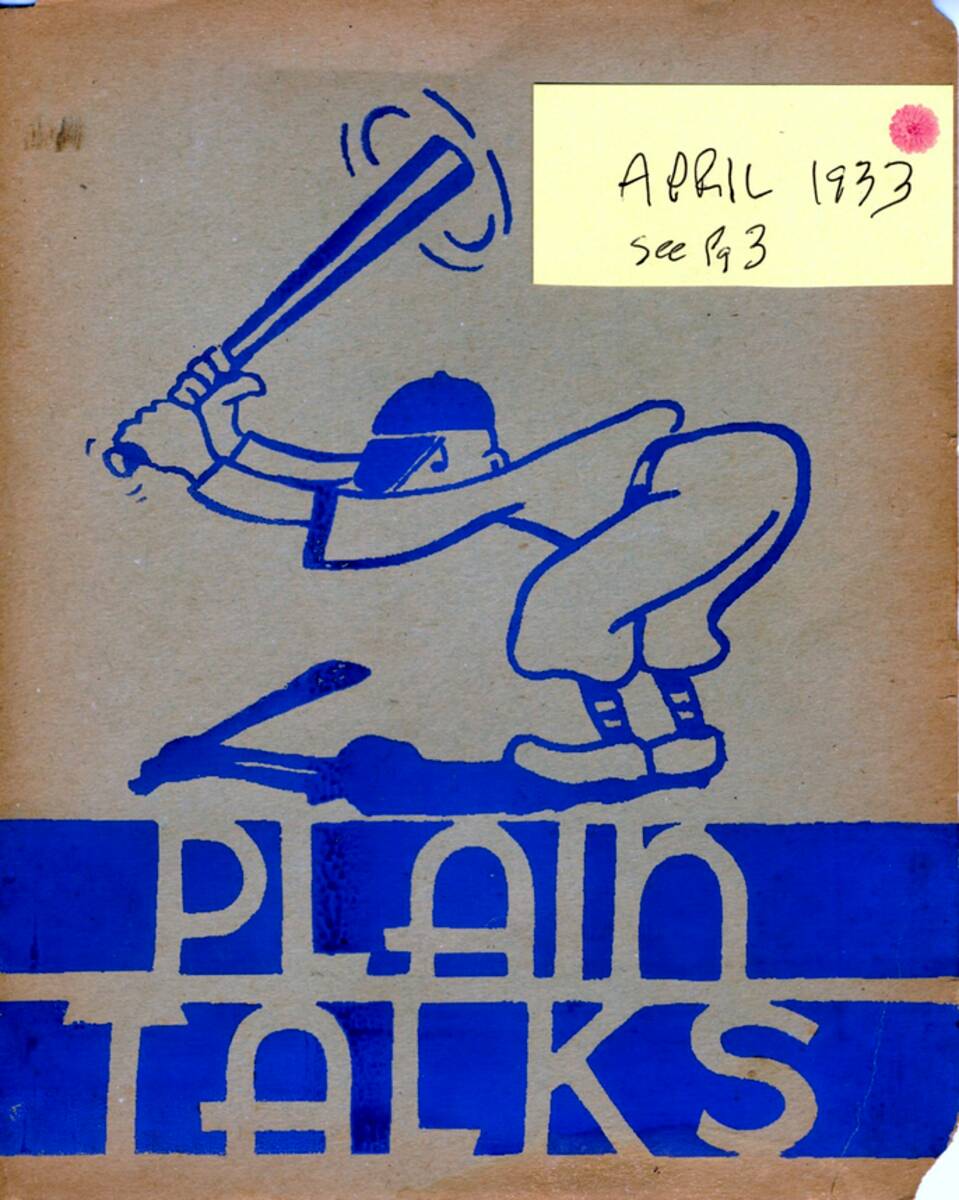 APRIL 1933
See Pg 3
PLAIN
TALKS